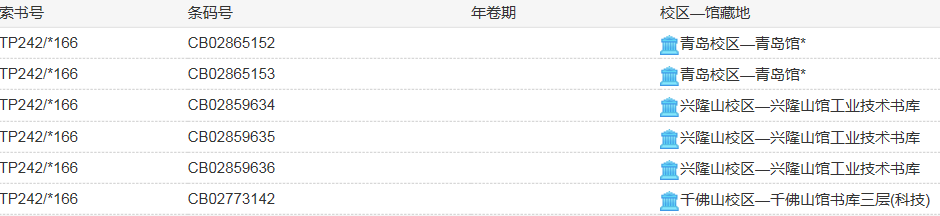 索书号 条码号 年卷期 校区—馆藏地
TP242/*166 CB02865152 青岛校区—青岛馆*
TP242/*166 CB02865153 青岛校区—青岛馆*
TP242/*166 CB02859634 兴隆山校区—兴隆山馆工业技术书库
TP242/*166 CB02859635 兴隆山校区—兴隆山馆工业技术书库
TP242/*166 CB02859636 兴隆山校区—兴隆山馆工业技术书库
TP242/*166 CB02773142 千佛山校区—千佛山馆书库三层(科技)